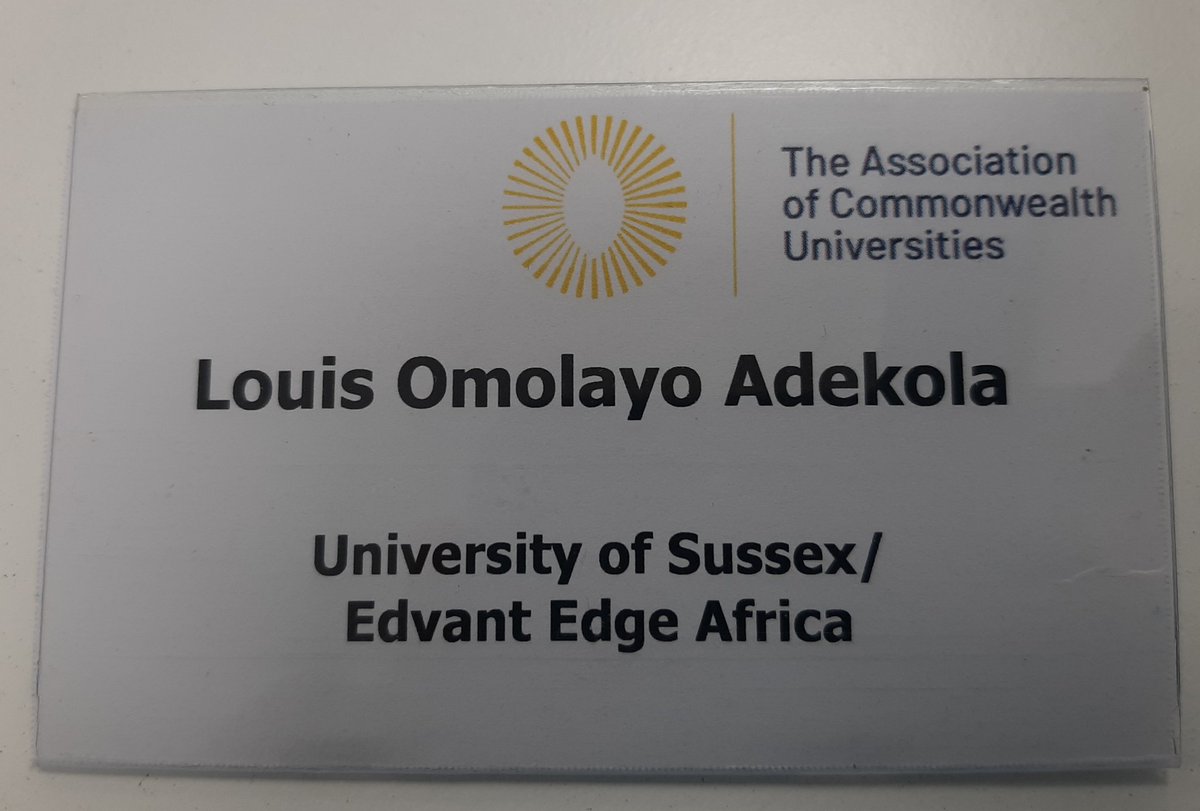 The Association
of Commonwealth
Universities
Louis Omolayo Adekola
University of Sussex/
Edvant Edge Africa